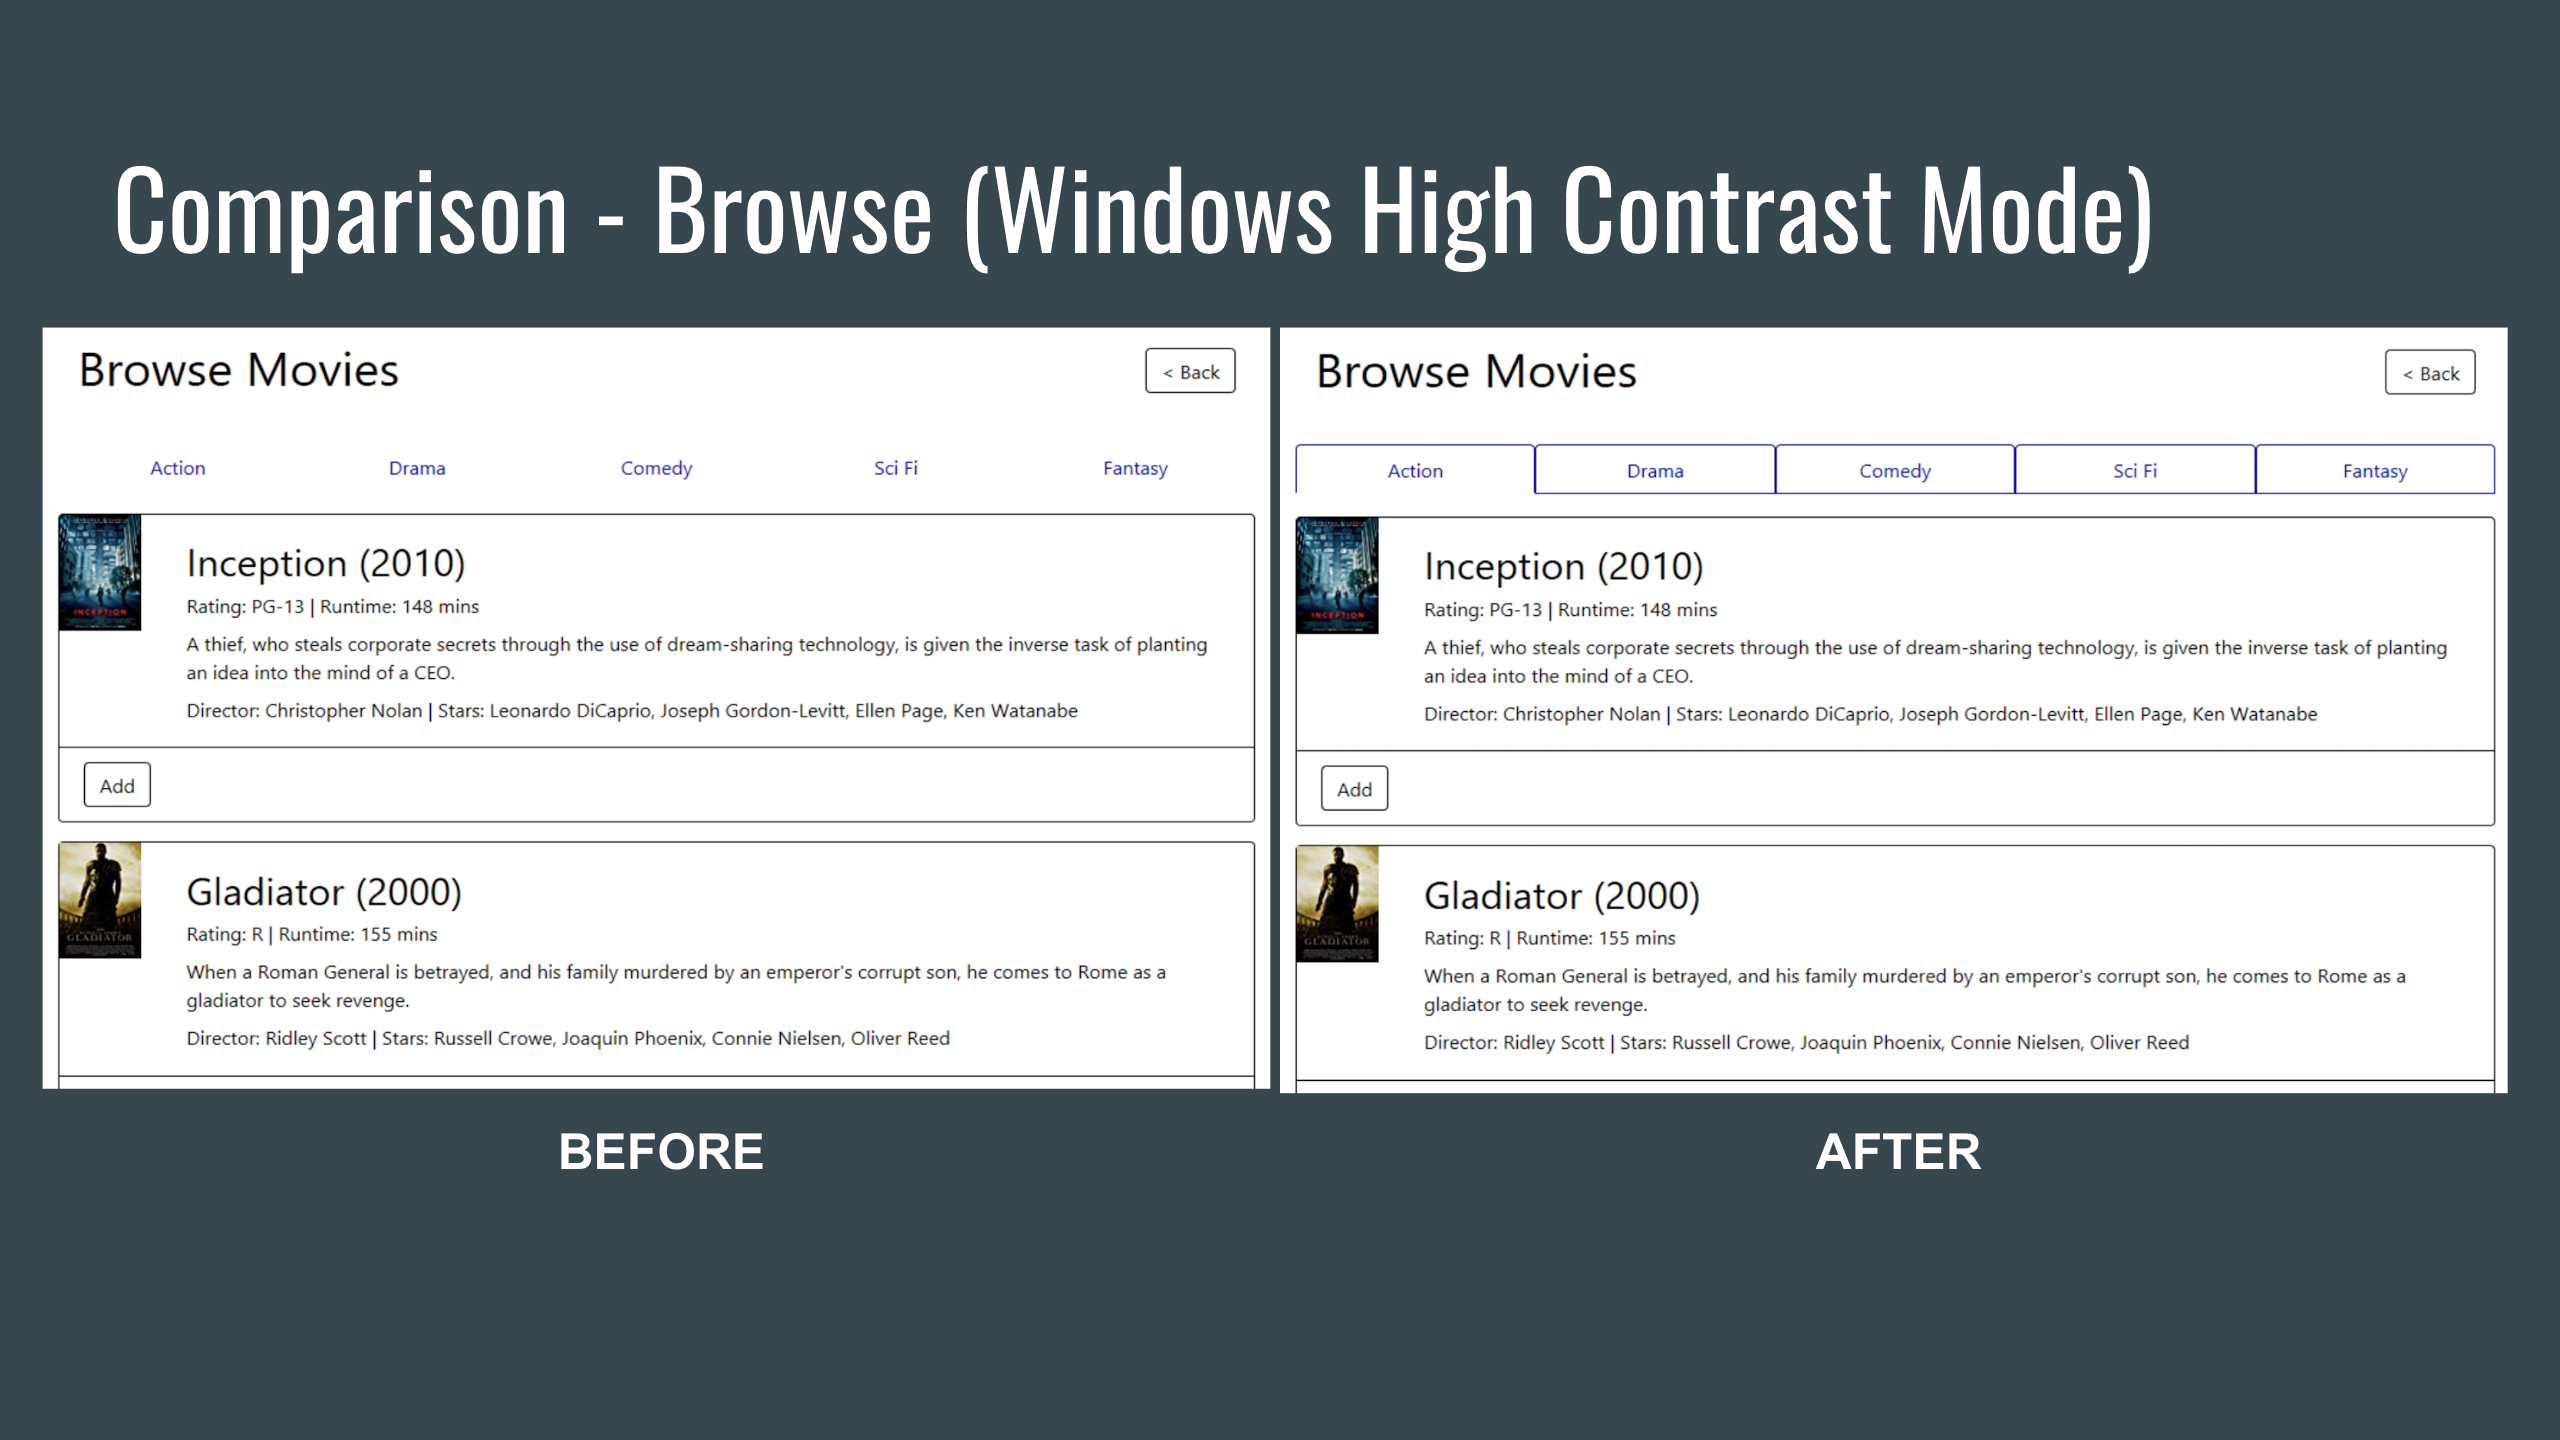 Comparison - Browse (Windows High Contrast Mode)
Browse Movies
< Back
Action Drama Comedy Sci Fi Fantasy
INCEPTION
Inception (2010)
Rating: PG-13 | Runtime: 148 mins
A thief, who steals corporate secrets through the use of dream-sharing technology, is given the inverse task of planting
an idea into the mind of a CEO.
Director: Christopher Nolan | Stars: Leonardo DiCaprio, Joseph Gordon-Levitt, Ellen Page, Ken Watanabe
Add
GLADIATOR
Gladiator (2000)
Rating: R | Runtime: 155 mins
When a Roman General is betrayed, and his family murdered by an emperor's corrupt son, he comes to Rome as a
gladiator to seek revenge.
Director: Ridley Scott | Stars: Russell Crowe, Joaquin Phoenix, Connie Nielsen, Oliver Reed
BEFORE
Browse Movies
< Back
Action Drama Comedy Sci Fi Fantasy
INCEPTION
Inception (2010)
Rating: PG-13 | Runtime: 148 mins
A thief, who steals corporate secrets through the use of dream-sharing technology, is given the inverse task of planting
an idea into the mind of a CEO.
Director: Christopher Nolan | Stars: Leonardo DiCaprio, Joseph Gordon-Levitt, Ellen Page, Ken Watanabe
Add
GLADIATOR
Gladiator (2000)
Rating: R | Runtime: 155 mins
When a Roman General is betrayed, and his family murdered by an emperor's corrupt son, he comes to Rome as a
gladiator to seek revenge.
Director: Ridley Scott | Stars: Russell Crowe, Joaquin Phoenix, Connie Nielsen, Oliver Reed
AFTER